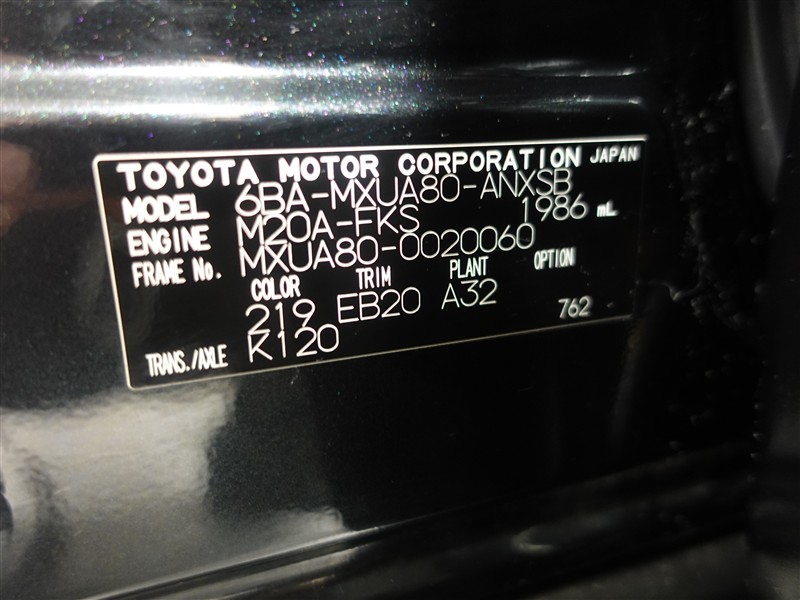 TOYOTA MOTOR CORPORATION JAPAN
MODEL 6BA-MXUA80-ANXSB
ENGINE M20A-FKS 1986 mL
FRAME No. MXUA80-0020060
COLOR TRIM PLANT OPTION
219 EB20 A32 762
TRANS./AXLE K120